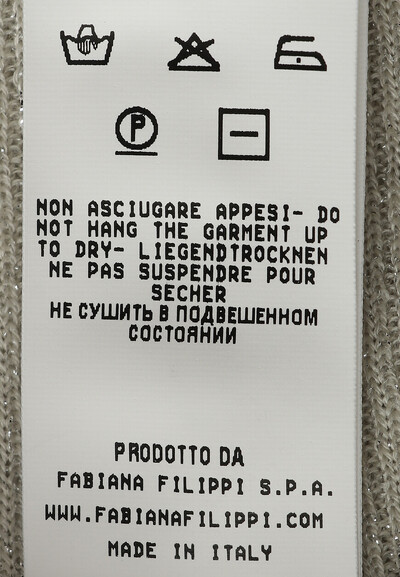 P
NON ASCIUGARE APPESI- DO
NOT HANG THE GARMENT UP
TO DRY- LIEGENDTROCKNEN
NE PAS SUSPENDRE POUR
SECHER
НЕ СУШИТЬ В ПОДВЕШЕННОМ
СОСТОЯНИИ
PRODOTTO DA
FABIANA FILIPPI S.P.A.
WWW.FABIANAFILIPPI.COM
MADE IN ITALY